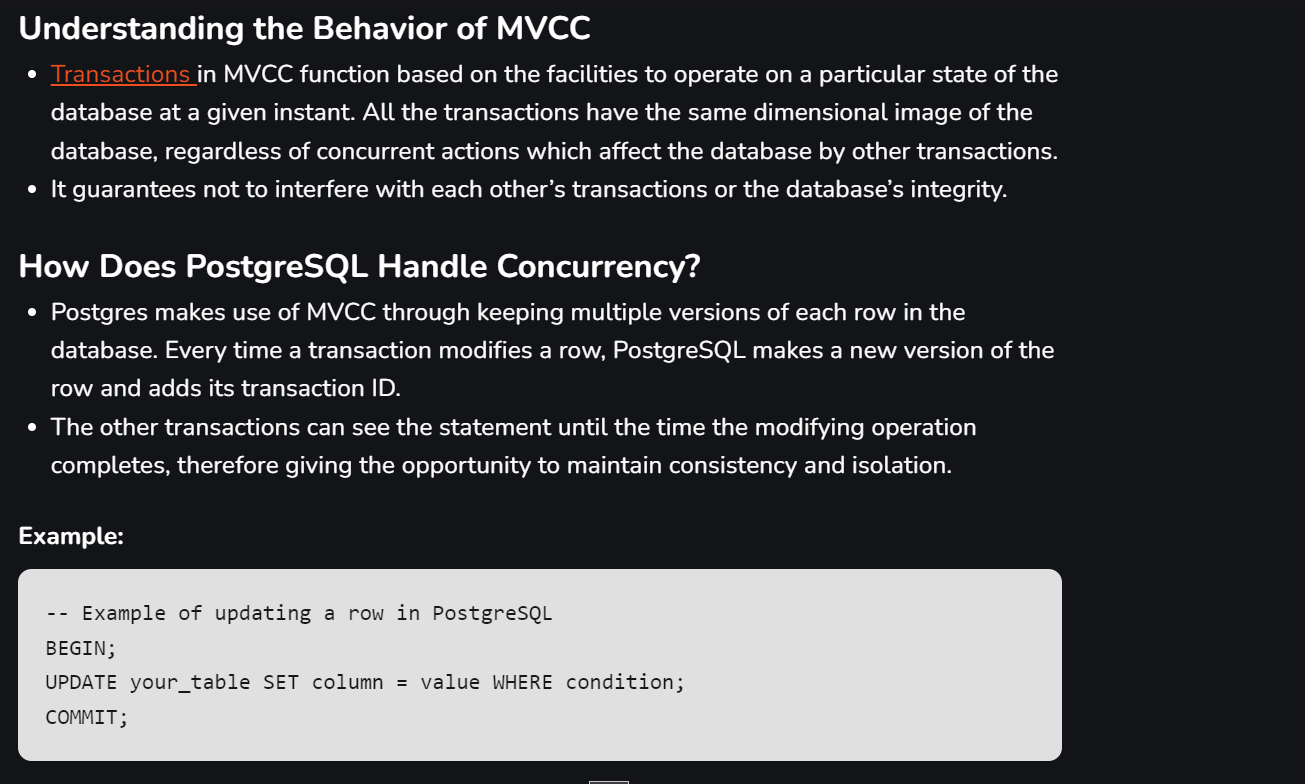 Understanding the Behavior of MVCC
• Transactions in MVCC function based on the facilities to operate on a particular state of the
database at a given instant. All the transactions have the same dimensional image of the
database, regardless of concurrent actions which affect the database by other transactions.
• It guarantees not to interfere with each other’s transactions or the database’s integrity.
How Does PostgreSQL Handle Concurrency?
• Postgres makes use of MVCC through keeping multiple versions of each row in the
database. Every time a transaction modifies a row, PostgreSQL makes a new version of the
row and adds its transaction ID.
• The other transactions can see the statement until the time the modifying operation
completes, therefore giving the opportunity to maintain consistency and isolation.
Example:
-- Example of updating a row in PostgreSQL
BEGIN;
UPDATE your_table SET column = value WHERE condition;
COMMIT;